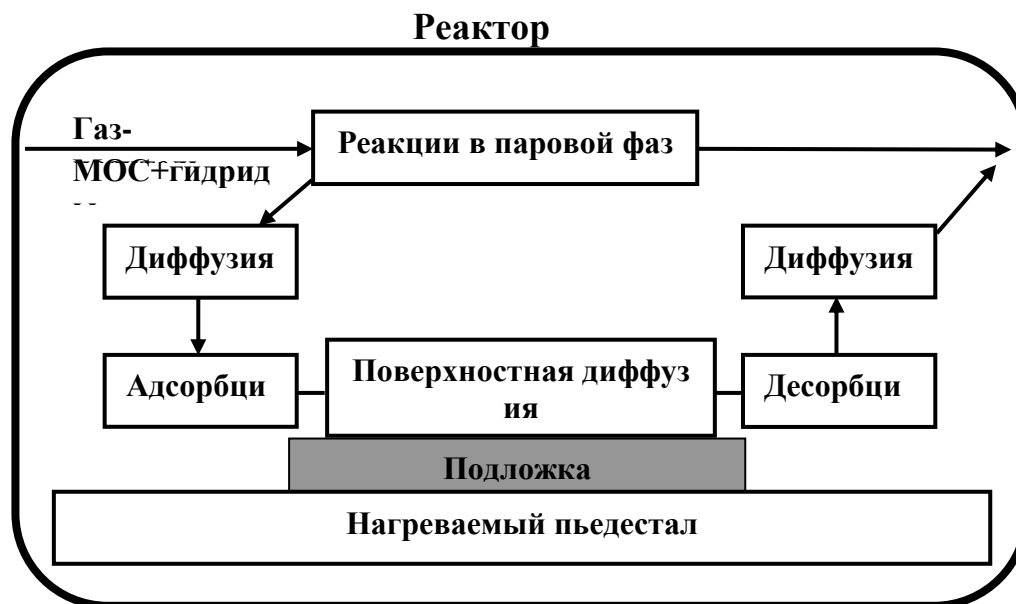 Реактор
Газ-
МОС+гидрид
Реакции в паровой фаз
Диффузия
Диффузия
Адсорбци
Поверхностная диффуз
ия
Десорбци
Подложка
Нагреваемый пьедестал